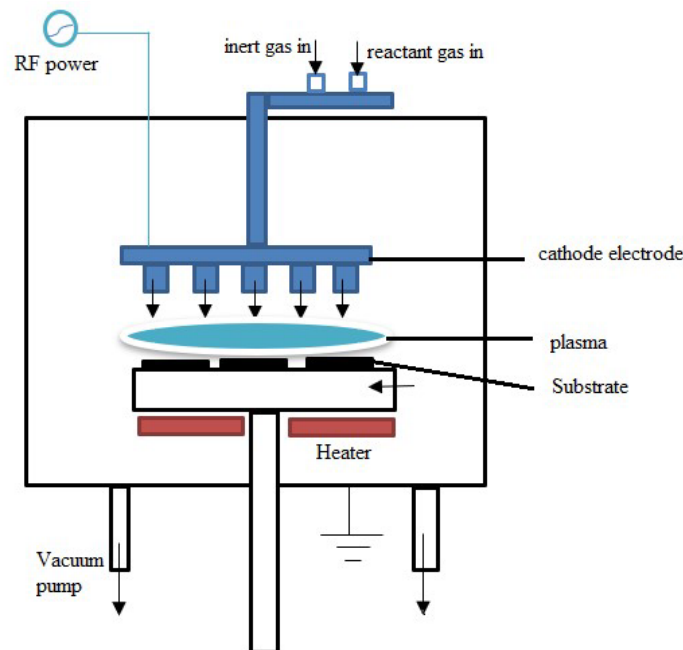 inert gas in
reactant gas in
RF power
cathode electrode
plasma
Substrate
Heater
Vacuum
pump